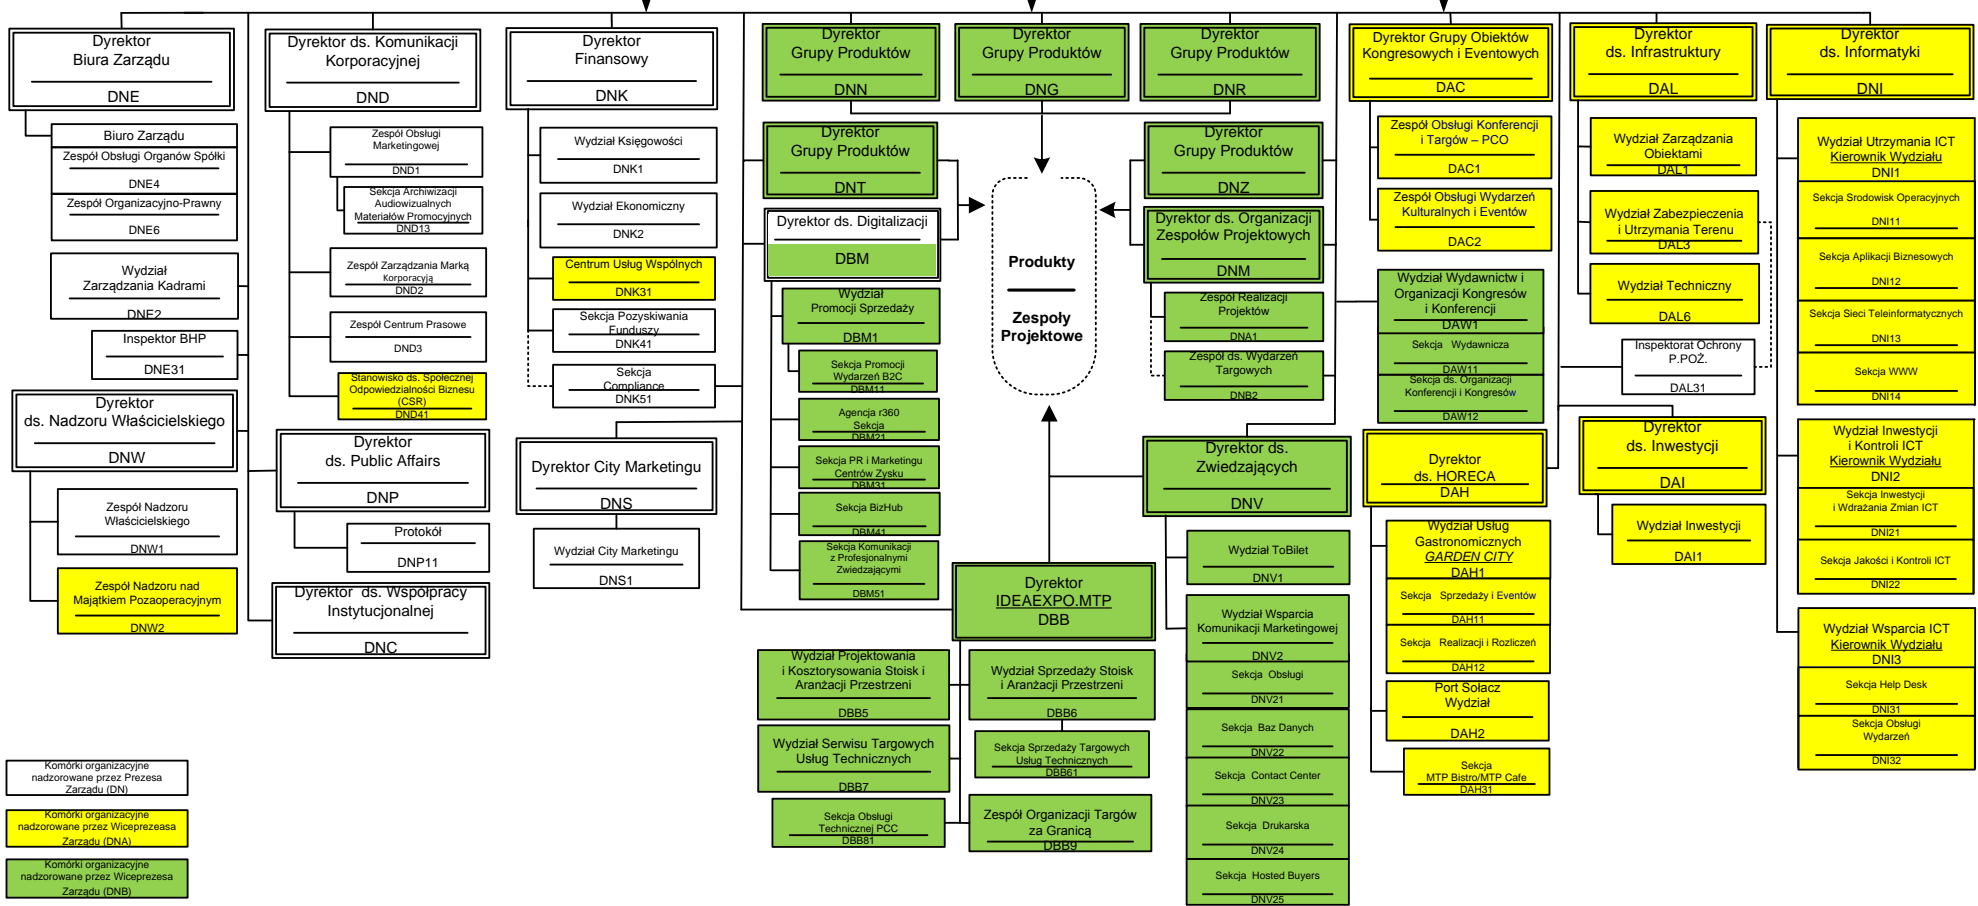 Dyrektor
Biura Zarządu
DNE
Biuro Zarządu
Zespół Obsługi Organów Spółki
DNE4
Zespół Organizacyjno-Prawny
DNE6
Wydział
Zarządzania Kadrami
DNE2
Inspektor BHP
DNE31
Dyrektor
ds. Nadzoru Właścicielskiego
DNW
Zespół Nadzoru
Właścicielskiego
DNW1
Zespół Nadzoru nad
Majątkiem Pozaoperacyjnym
DNW2
Dyrektor ds. Komunikacji
Korporacyjnej
DND
Zespół Obsługi
Marketingowej
DND1
Sekcja Archiwizacji
Audiowizualnych
Materiałów Promocyjnych
DND13
Zespół Zarządzania Marką
Korporacyją
DND2
Zespół Centrum Prasowe
DND3
Stanowisko ds. Społecznej
Odpowiedzialności Biznesu
(CSR)
DND41
Dyrektor
ds. Public Affairs
DNP
Protokół
DNP11
Dyrektor ds. Współpracy
Instytucjonalnej
DNC
Dyrektor
Finansowy
DNK
Wydział Księgowości
DNK1
Wydział Ekonomiczny
DNK2
Centrum Usług Wspólnych
DNK31
Sekcja Pozyskiwania
Funduszy
DNK41
Sekcja
Compliance
DNK51
Dyrektor City Marketingu
DNS
Wydział City Marketingu
DNS1
Dyrektor
Grupy Produktów
DNN
Dyrektor
Grupy Produktów
DNG
Dyrektor
Grupy Produktów
DNR
Dyrektor
Grupy Produktów
DNT
Dyrektor ds. Digitalizacji
DBM
Wydział
Promocji Sprzedaży
DBM1
Sekcja Promocji
Wydarzeń B2C
DBM11
Agencja r360
Sekcja
DBM21
Sekcja PR i Marketingu
Centrów Zysku
DBM31
Sekcja BizHub
DBM41
Sekcja Komunikacji
z Profesjonalnymi
Zwiedzającymi
DBM51
Produkty
Zespoły
Projektowe
Dyrektor
Grupy Produktów
DNZ
Dyrektor ds. Organizacji
Zespołów Projektowych
DNM
Zespół Realizacji
Projektów
DNA1
Zespół ds. Wydarzeń
Targowych
DNB2
Dyrektor ds.
Zwiedzających
DNV
Wydział ToBilet
DNV1
Wydział Wsparcia
Komunikacji Marketingowej
DNV2
Sekcja Obsługi
DNV21
Sekcja Baz Danych
DNV22
Sekcja Contact Center
DNV23
Sekcja Drukarska
DNV24
Sekcja Hosted Buyers
DNV25
Dyrektor
IDEAEXPO.MTP
DBB
Wydział Projektowania
i Kosztorysowania Stoisk i
Aranżacji Przestrzeni
DBB5
Wydział Sprzedaży Stoisk
i Aranżacji Przestrzeni
DBB6
Wydział Serwisu Targowych
Usług Technicznych
DBB7
Sekcja Sprzedaży Targowych
Usług Technicznych
DBB61
Sekcja Obsługi
Technicznej PCC
DBB81
Zespół Organizacji Targów
za Granicą
DBB9
Dyrektor Grupy Obiektów
Kongresowych i Eventowych
DAC
Zespół Obsługi Konferencji
i Targów – PCO
DAC1
Zespół Obsługi Wydarzeń
Kulturalnych i Eventów
DAC2
Wydział Wydawnictw i
Organizacji Kongresów
i Konferencji
DAW1
Sekcja Wydawnicza
DAW11
Sekcja ds. Organizacji
Konferencji i Kongresów
DAW12
Dyrektor
ds. HORECA
DAH
Wydział Usług
Gastronomicznych
GARDEN CITY
DAH1
Sekcja Sprzedaży i Eventów
DAH11
Sekcja Realizacji i Rozliczeń
DAH12
Port Sołacz
Wydział
DAH2
Sekcja
MTP Bistro/MTP Cafe
DAH31
Dyrektor
ds. Infrastruktury
DAL
Wydział Zarządzania
Obiektami
DAL1
Wydział Zabezpieczenia
i Utrzymania Terenu
DAL3
Wydział Techniczny
DAL6
Inspektorat Ochrony
P.POŻ.
DAL31
Dyrektor
ds. Inwestycji
DAI
Wydział Inwestycji
DAI1
Dyrektor
ds. Informatyki
DNI
Wydział Utrzymania ICT
Kierownik Wydziału
DNI1
Sekcja Środowisk Operacyjnych
DNI11
Sekcja Aplikacji Biznesowych
DNI12
Sekcja Sieci Teleinformatycznych
DNI13
Sekcja WWW
DNI14
Wydział Inwestycji
i Kontroli ICT
Kierownik Wydziału
DNI2
Sekcja Inwestycji
i Wdrażania Zmian ICT
DNI21
Sekcja Jakości i Kontroli ICT
DNI22
Wydział Wsparcia ICT
Kierownik Wydziału
DNI3
Sekcja Help Desk
DNI31
Sekcja Obsługi
Wydarzeń
DNI32
Komórki organizacyjne
nadzorowane przez Prezesa
Zarządu (DN)
Komórki organizacyjne
nadzorowane przez Wiceprezeasa
Zarządu (DNA)
Komórki organizacyjne
nadzorowane przez Wiceprezesa
Zarządu (DNB)